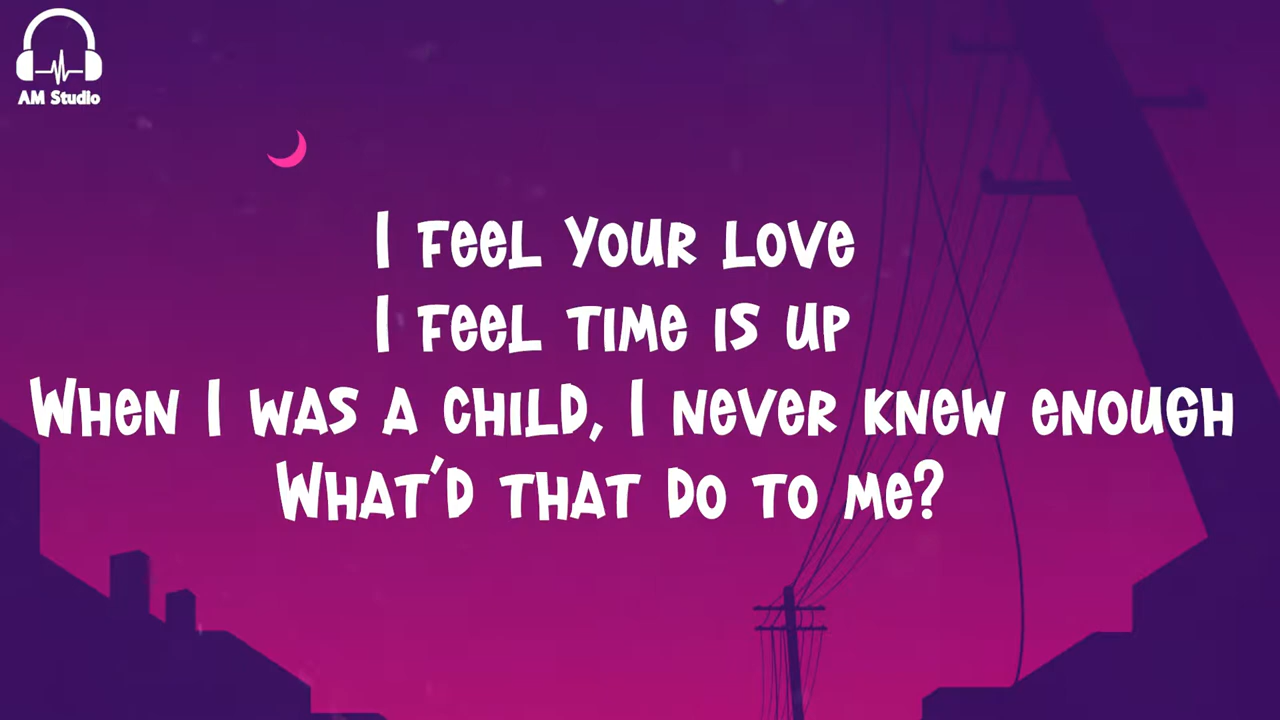 AM Studio
I FEEL YOUR LOVE
I FEEL TIME IS UP
WHEN I WAS A CHILD, I NEVER KNEW ENOUGH
WHAT'D THAT DO TO ME?